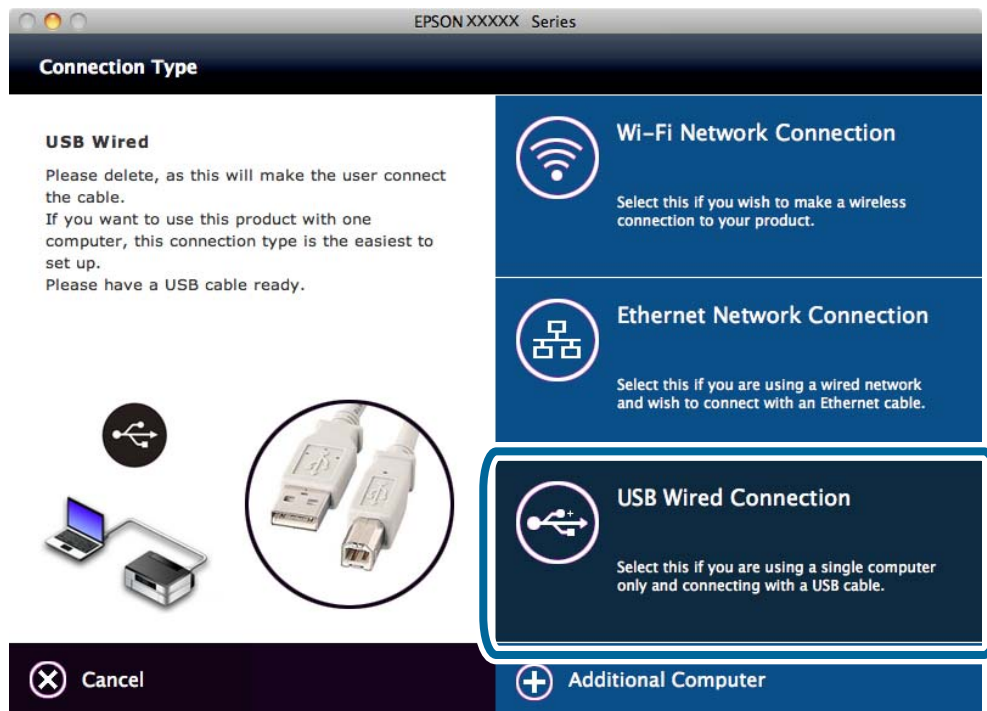 EPSON XXXXX Series
Connection Type
USB Wired
Please delete, as this will make the user connect
the cable.
If you want to use this product with one
computer, this connection type is the easiest to
set up.
Please have a USB cable ready.
Wi-Fi Network Connection
Select this if you wish to make a wireless
connection to your product.
Ethernet Network Connection
Select this if you are using a wired network
and wish to connect with an Ethernet cable.
USB Wired Connection
Select this if you are using a single computer
only and connecting with a USB cable.
Cancel
Additional Computer